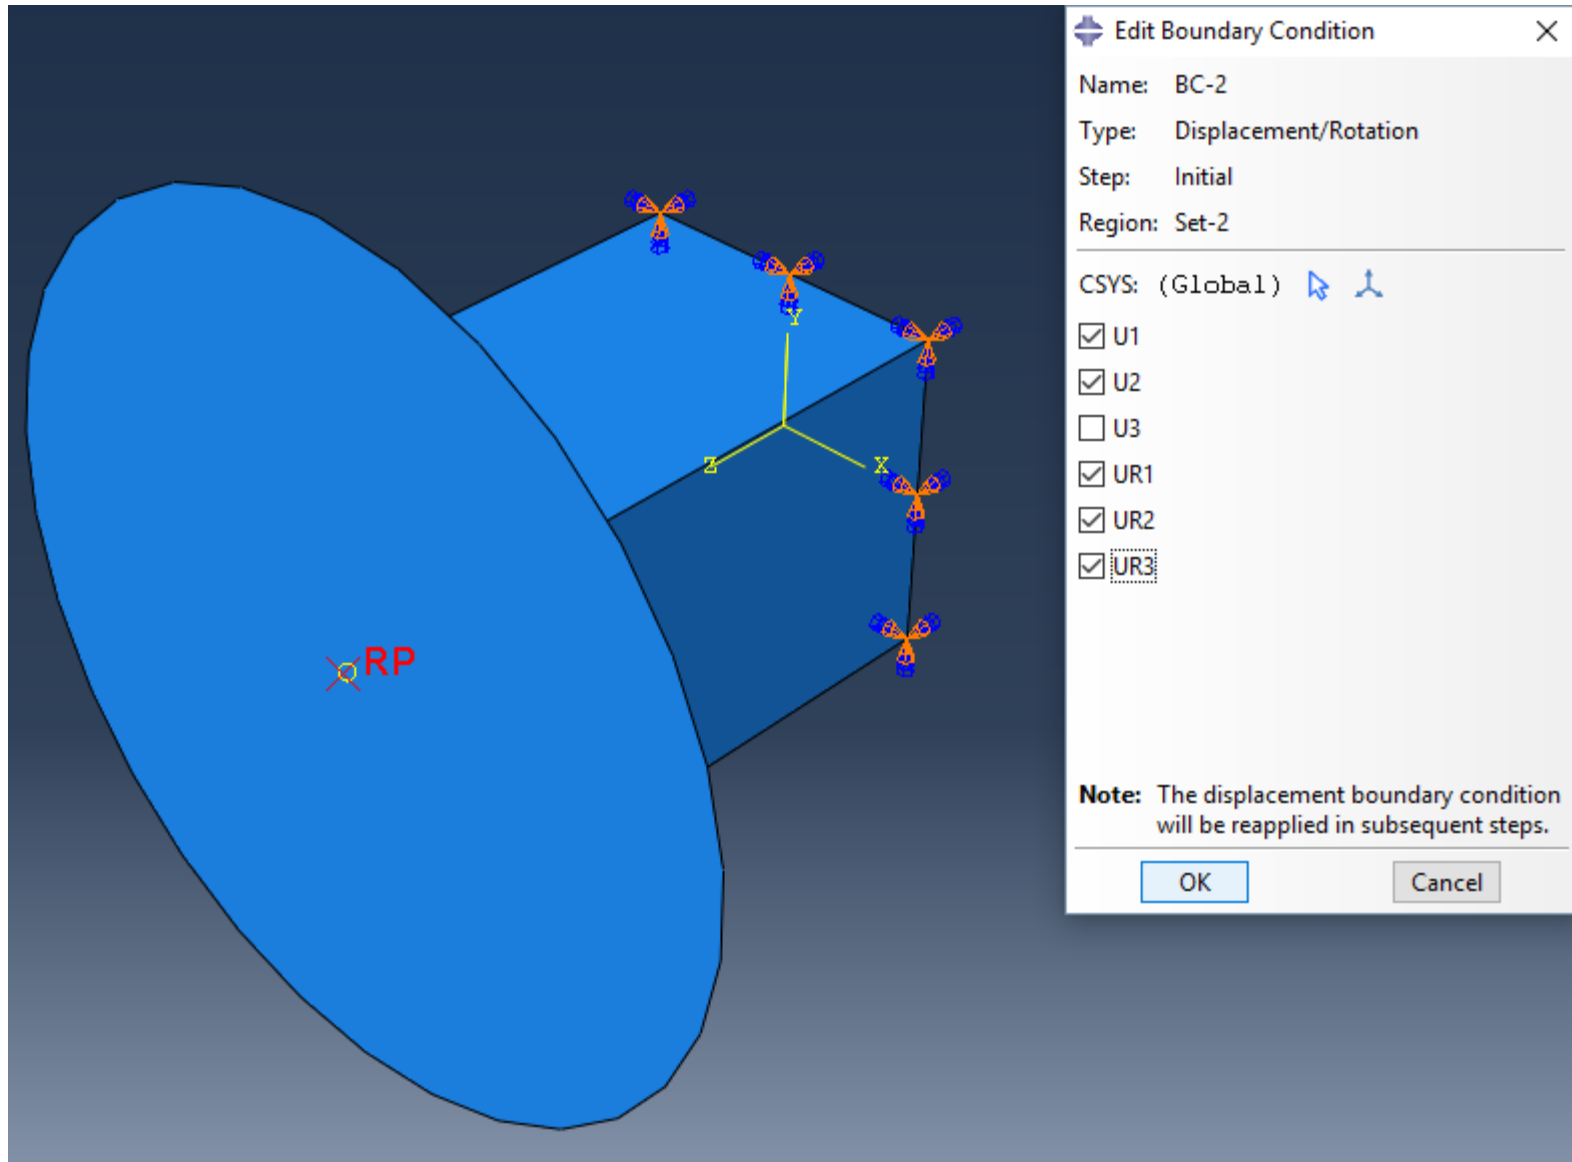 Edit Boundary Condition
Name: BC-2
Type: Displacement/Rotation
Step: Initial
Region: Set-2
CSYS: (Global)
U1
U2
U3
UR1
UR2
UR3
Note: The displacement boundary condition
will be reapplied in subsequent steps.
OK Cancel
Y
Z X
RP